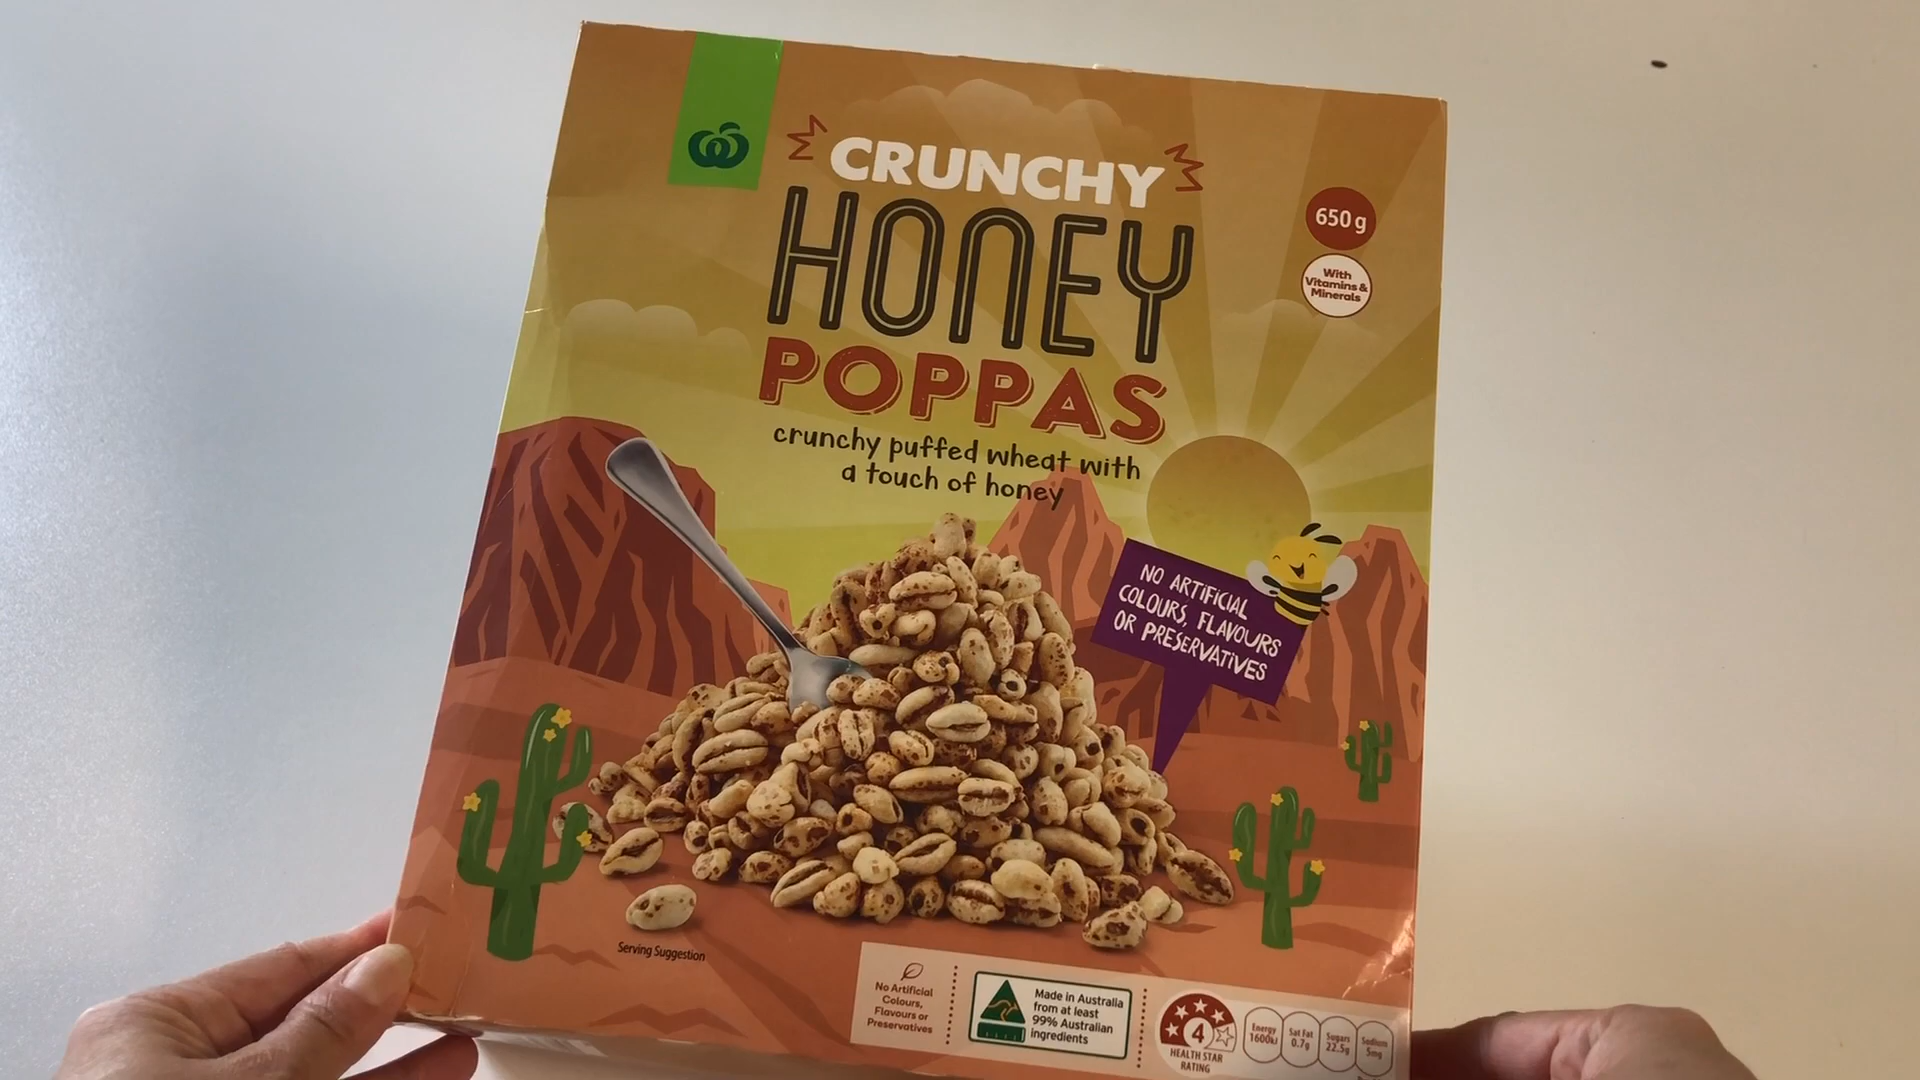 CRUNCHY
HONEY
POPPAS
crunchy puffed wheat with
a touch of honey
650 g
With
Vitamins &
Minerals
NO ARTIFICIAL
COLOURS, FLAVOURS
OR PRESERVATIVES
Serving Suggestion
No Artificial
Colours,
Flavours or
Preservatives
Made in Australia
from at least
99% Australian
ingredients
4
HEALTH STAR
RATING
Energy
1600kJ
Sat Fat
0.7g
Sugars
22.5g
Sodium
5mg